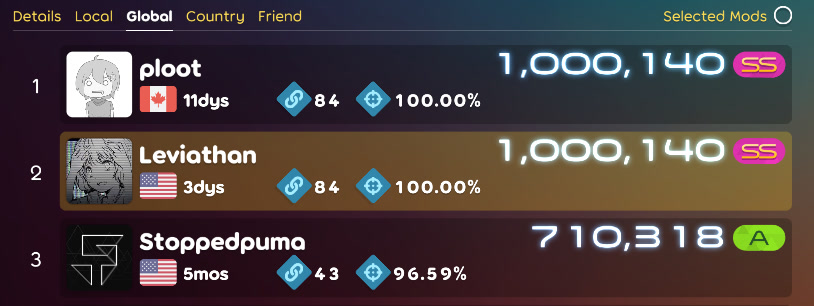 Details Local Global Country Friend Selected Mods
1 ploot 1,000,140 SS
11dys 84 100.00%
2 Leviathan 1,000,140 SS
3dys 84 100.00%
3 Stoppedpuma 710,318 A
5mos 43 96.59%